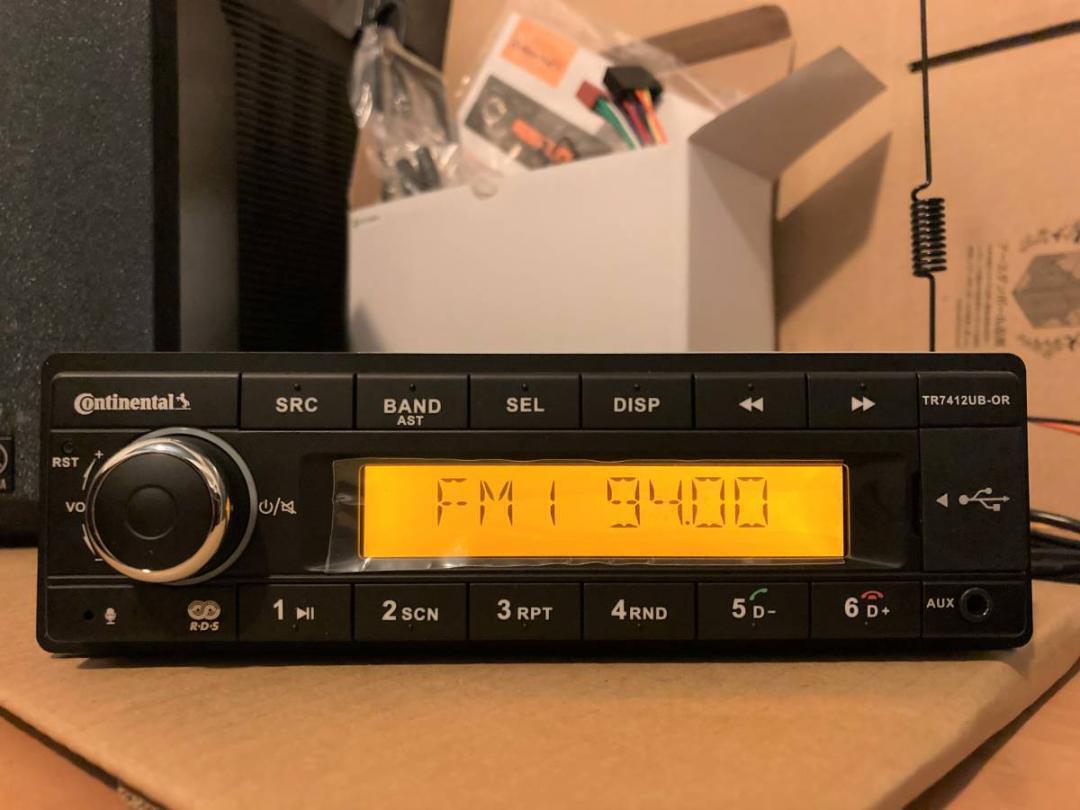 Continental
SRC
BAND
AST
SEL
DISP
TR7412UB-OR
RST
VO
FM1 94.00
R·D·S
1
2 SCN
3 RPT
4 RND
5 D-
6 D+
AUX